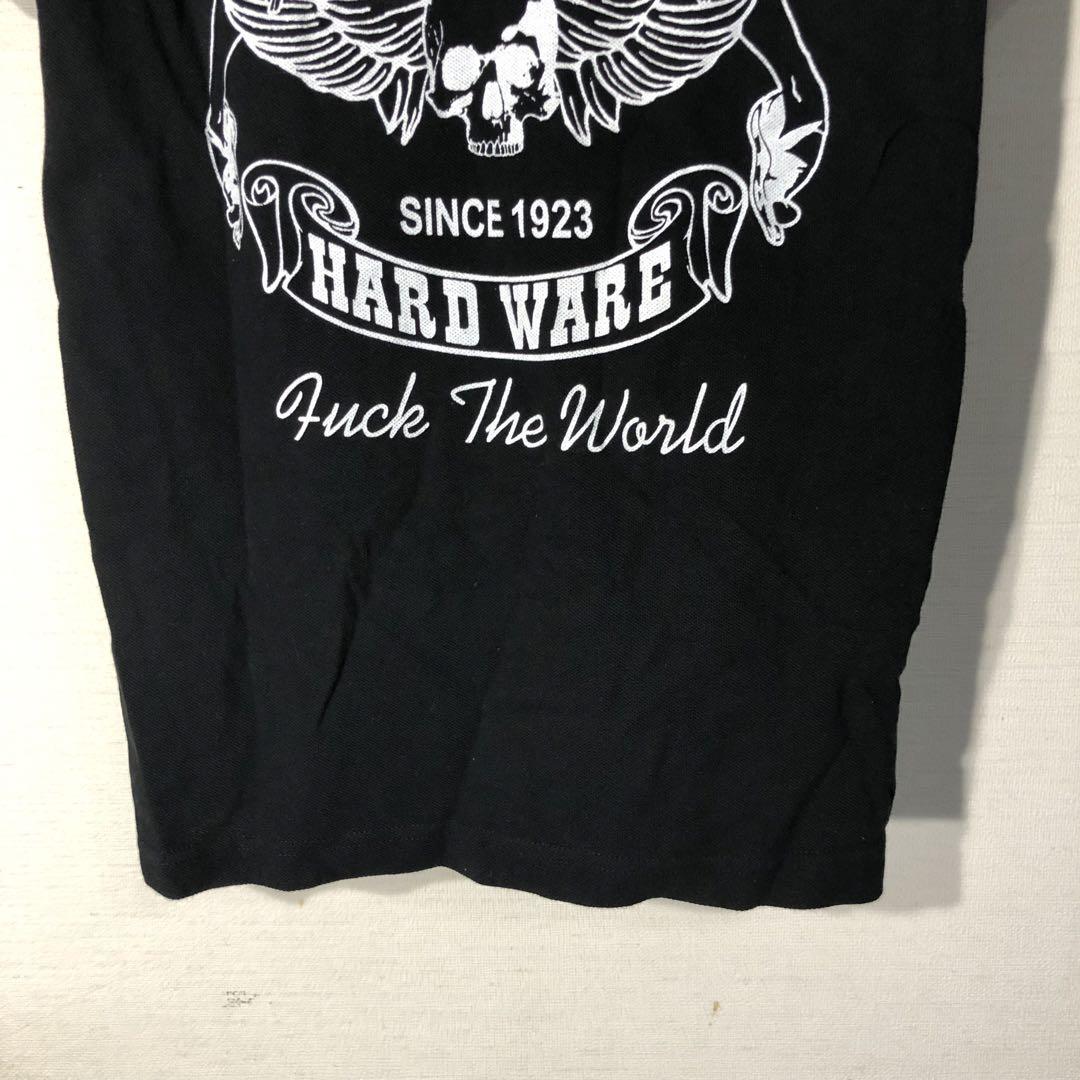 SINCE 1923
HARD WARE
Fuck The World